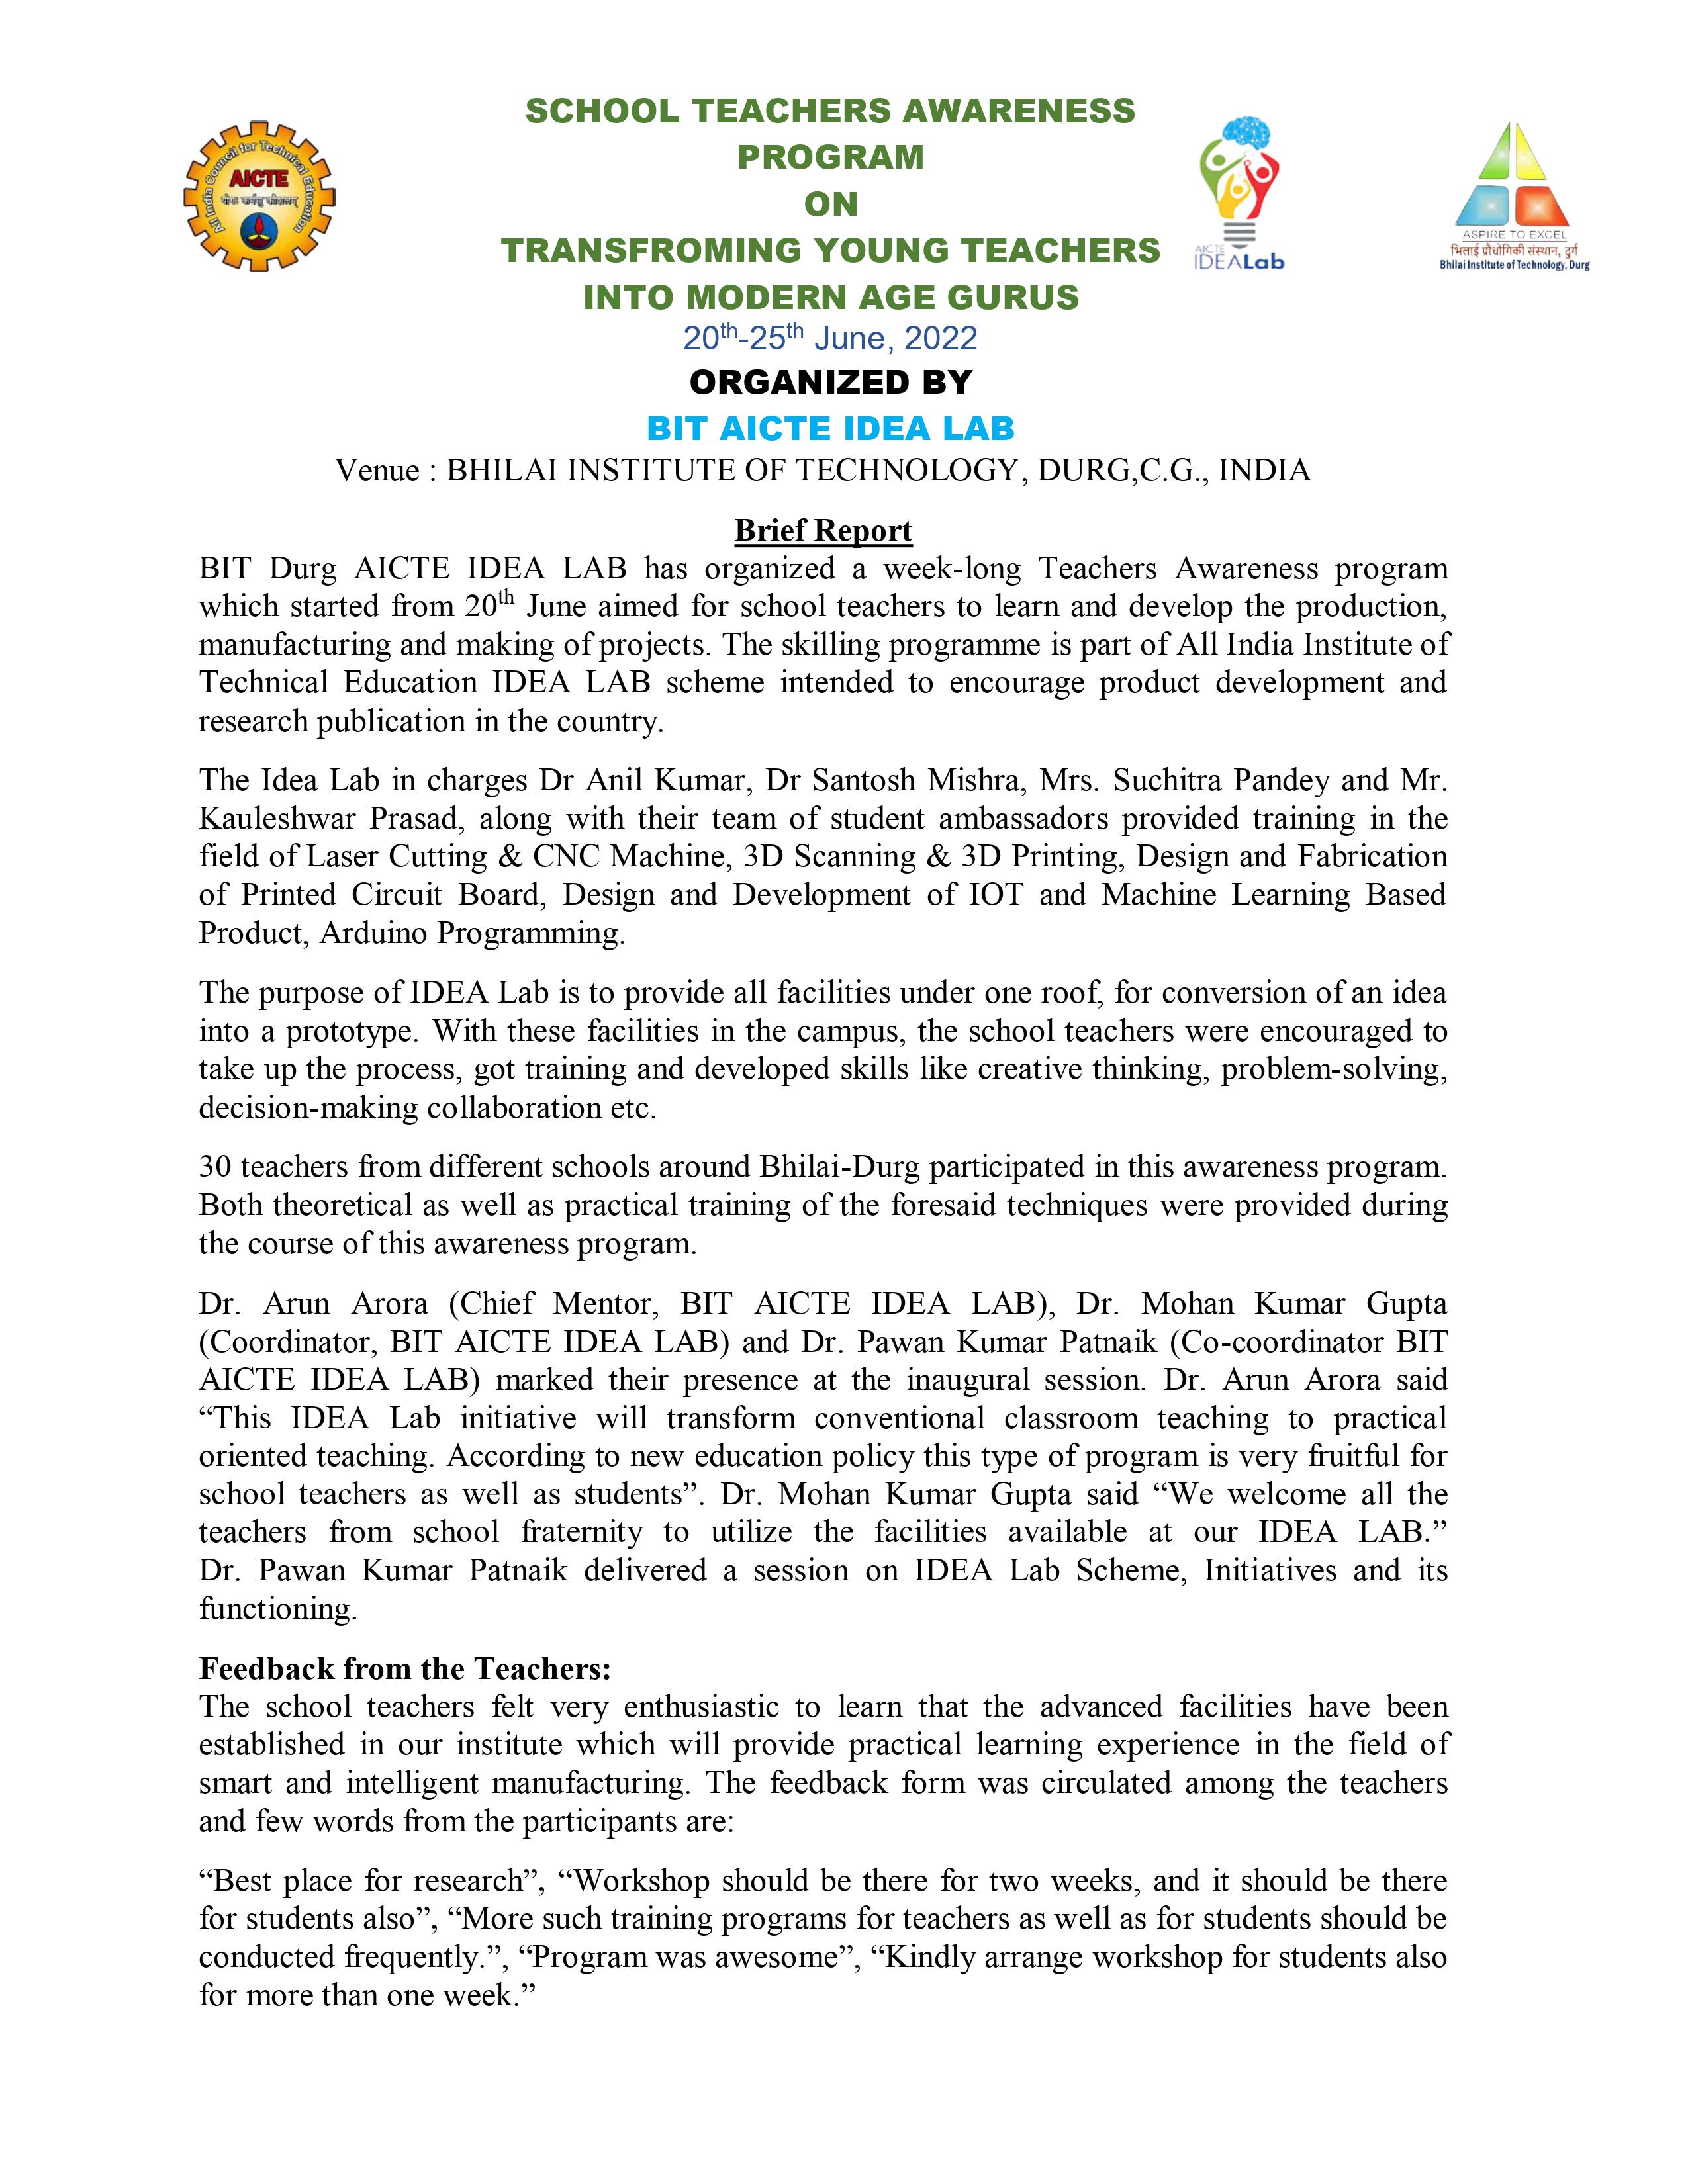 SCHOOL TEACHERS AWARENESS
PROGRAM
ON
TRANSFROMING YOUNG TEACHERS
INTO MODERN AGE GURUS
20th-25th June, 2022
ORGANIZED BY
BIT AICTE IDEA LAB
All India Council for Technical Education
AICTE
योगः कर्मसु कौशलम्
AICTE
IDEALab
ASPIRE TO EXCEL
भिलाई प्रौद्योगिकी संस्थान, दुर्ग
Bhilai Institute of Technology, Durg
Venue : BHILAI INSTITUTE OF TECHNOLOGY, DURG,C.G., INDIA
Brief Report
BIT Durg AICTE IDEA LAB has organized a week-long Teachers Awareness program
which started from 20th June aimed for school teachers to learn and develop the production,
manufacturing and making of projects. The skilling programme is part of All India Institute of
Technical Education IDEA LAB scheme intended to encourage product development and
research publication in the country.
The Idea Lab in charges Dr Anil Kumar, Dr Santosh Mishra, Mrs. Suchitra Pandey and Mr.
Kauleshwar Prasad, along with their team of student ambassadors provided training in the
field of Laser Cutting & CNC Machine, 3D Scanning & 3D Printing, Design and Fabrication
of Printed Circuit Board, Design and Development of IOT and Machine Learning Based
Product, Arduino Programming.
The purpose of IDEA Lab is to provide all facilities under one roof, for conversion of an idea
into a prototype. With these facilities in the campus, the school teachers were encouraged to
take up the process, got training and developed skills like creative thinking, problem-solving,
decision-making collaboration etc.
30 teachers from different schools around Bhilai-Durg participated in this awareness program.
Both theoretical as well as practical training of the foresaid techniques were provided during
the course of this awareness program.
Dr. Arun Arora (Chief Mentor, BIT AICTE IDEA LAB), Dr. Mohan Kumar Gupta
(Coordinator, BIT AICTE IDEA LAB) and Dr. Pawan Kumar Patnaik (Co-coordinator BIT
AICTE IDEA LAB) marked their presence at the inaugural session. Dr. Arun Arora said
“This IDEA Lab initiative will transform conventional classroom teaching to practical
oriented teaching. According to new education policy this type of program is very fruitful for
school teachers as well as students”. Dr. Mohan Kumar Gupta said “We welcome all the
teachers from school fraternity to utilize the facilities available at our IDEA LAB.”
Dr. Pawan Kumar Patnaik delivered a session on IDEA Lab Scheme, Initiatives and its
functioning.
Feedback from the Teachers:
The school teachers felt very enthusiastic to learn that the advanced facilities have been
established in our institute which will provide practical learning experience in the field of
smart and intelligent manufacturing. The feedback form was circulated among the teachers
and few words from the participants are:
“Best place for research”, “Workshop should be there for two weeks, and it should be there
for students also”, “More such training programs for teachers as well as for students should be
conducted frequently.”, “Program was awesome”, “Kindly arrange workshop for students also
for more than one week.”